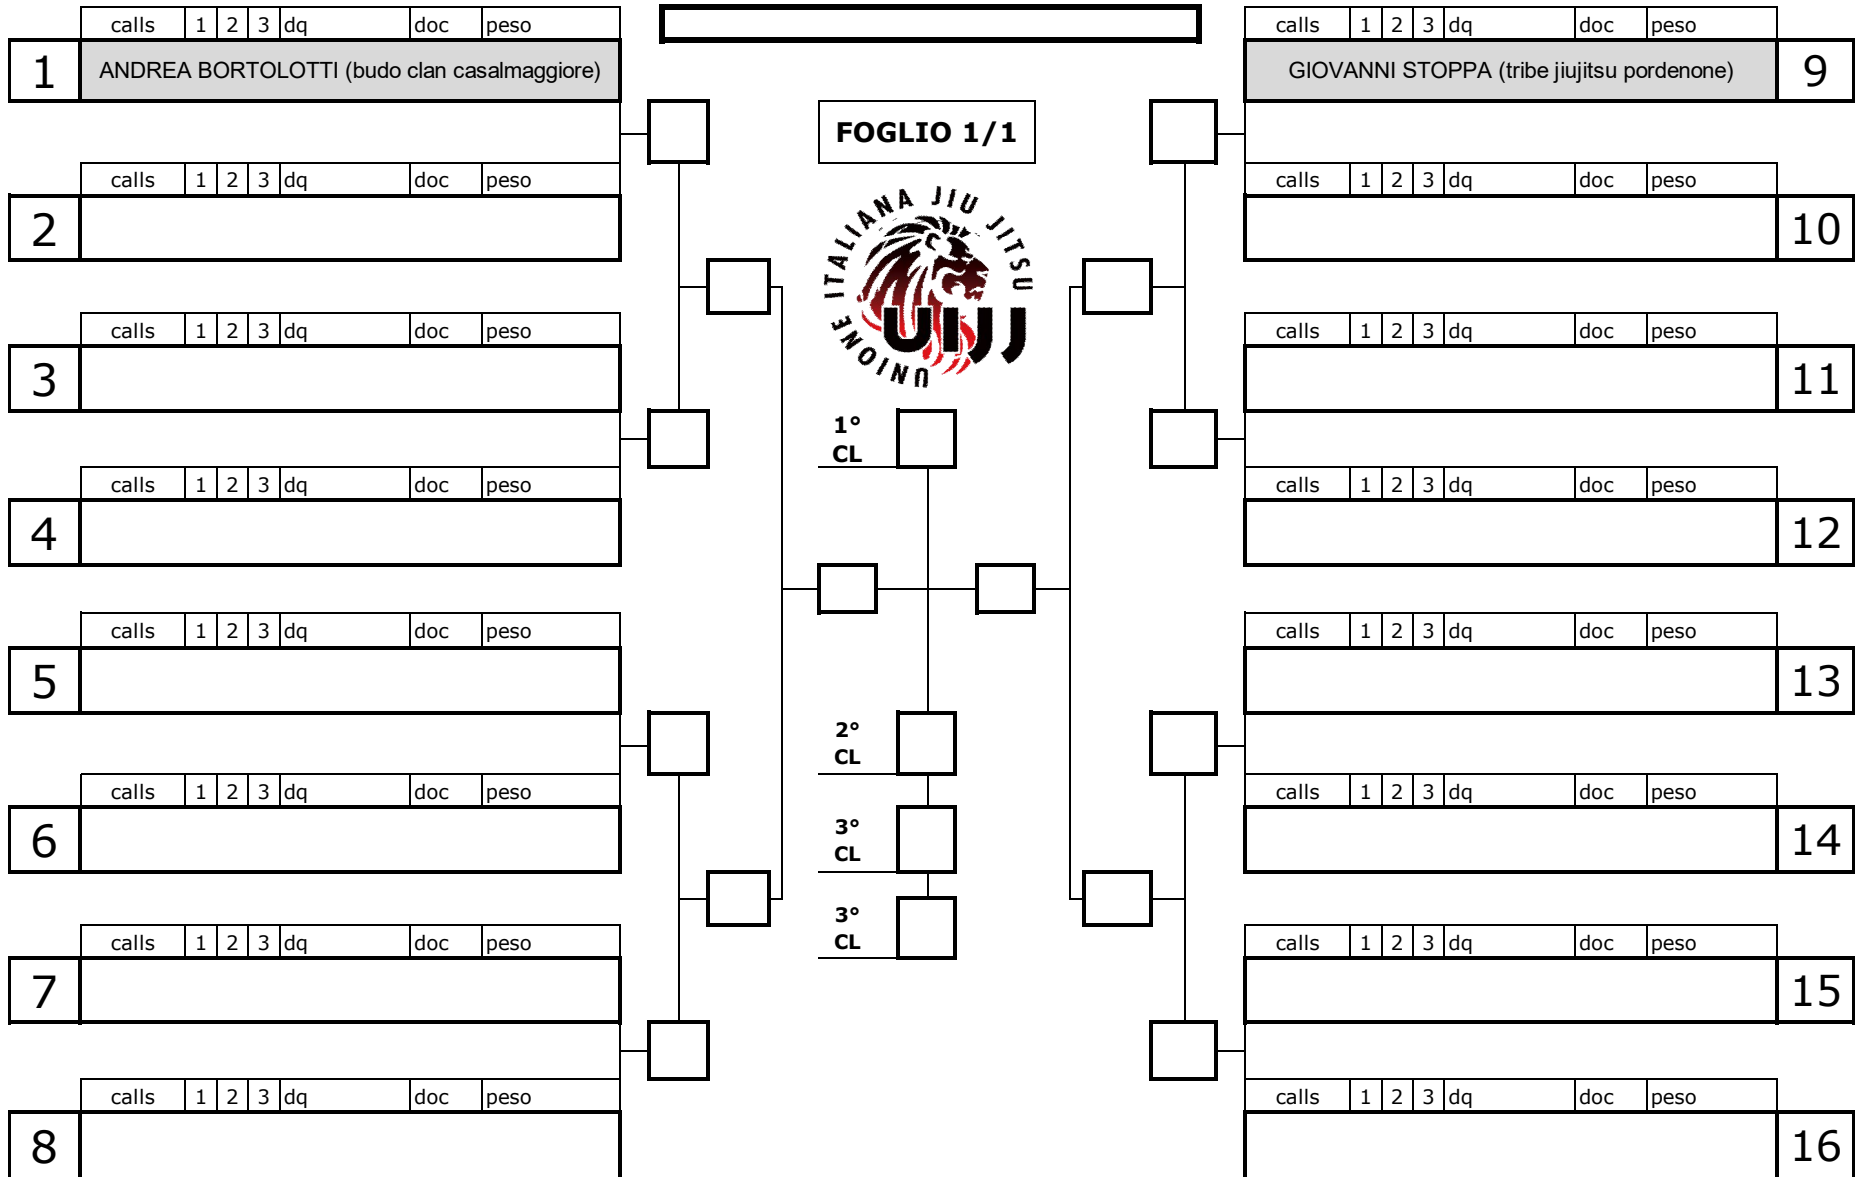 calls 1 2 3 dq doc peso
1 ANDREA BORTOLOTTI (budo clan casalmaggiore)
calls 1 2 3 dq doc peso
2
calls 1 2 3 dq doc peso
3
calls 1 2 3 dq doc peso
4
calls 1 2 3 dq doc peso
5
calls 1 2 3 dq doc peso
6
calls 1 2 3 dq doc peso
7
calls 1 2 3 dq doc peso
8
FOGLIO 1/1
UNIONE ITALIANA JIU JITSU
UIJJ
1°
CL
2°
CL
3°
CL
3°
CL
calls 1 2 3 dq doc peso
GIOVANNI STOPPA (tribe jiujitsu pordenone) 9
calls 1 2 3 dq doc peso
10
calls 1 2 3 dq doc peso
11
calls 1 2 3 dq doc peso
12
calls 1 2 3 dq doc peso
13
calls 1 2 3 dq doc peso
14
calls 1 2 3 dq doc peso
15
calls 1 2 3 dq doc peso
16